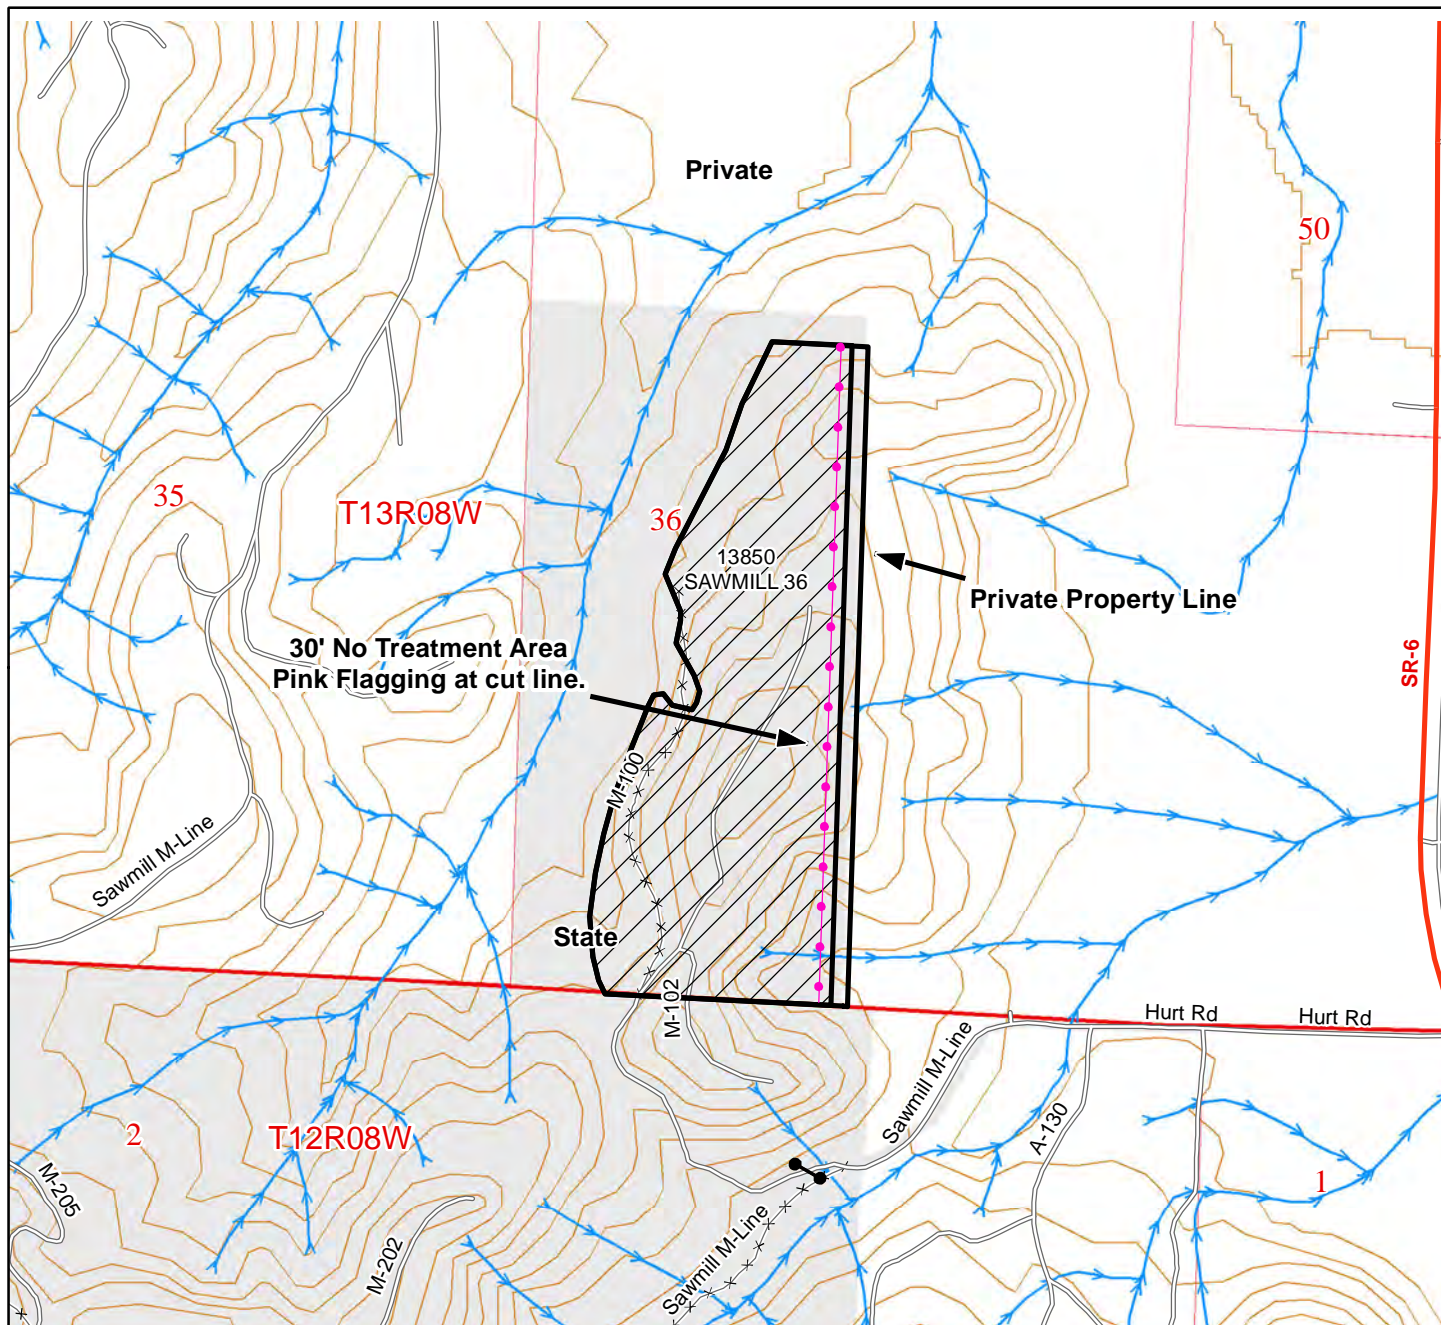 Private
50
35
T13R08W
36
13850
SAWMILL 36
Private Property Line
30' No Treatment Area
Pink Flagging at cut line.
SR-6
M-100
Sawmill M-Line
State
M-102
Hurt Rd
Hurt Rd
Sawmill M-Line
A-130
2
T12R08W
1
M-205
M-202
Sawmill M-Line